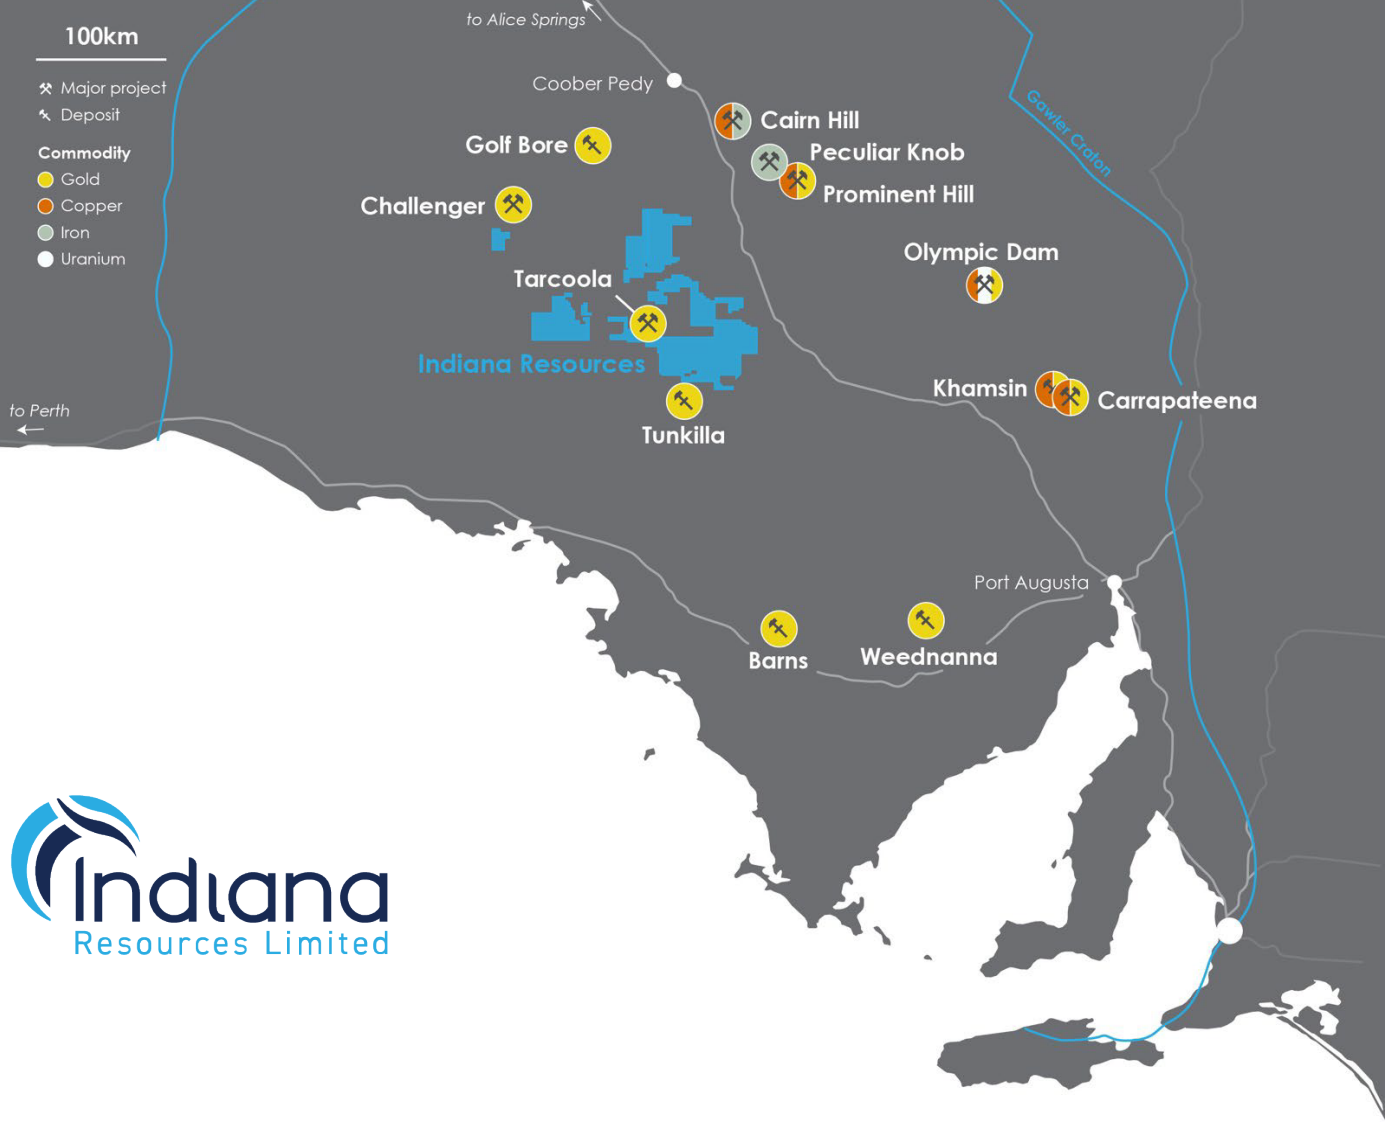 to Alice Springs
100km
Major project
Deposit
Commodity
Gold
Copper
Iron
Uranium
Coober Pedy
Cairn Hill
Golf Bore
Peculiar Knob
Prominent Hill
Challenger
Gawler Craton
Olympic Dam
Tarcoola
Indiana Resources
Khamsin
Carrapateena
to Perth
Tunkilla
Port Augusta
Barns
Weednanna
Indiana
Resources Limited